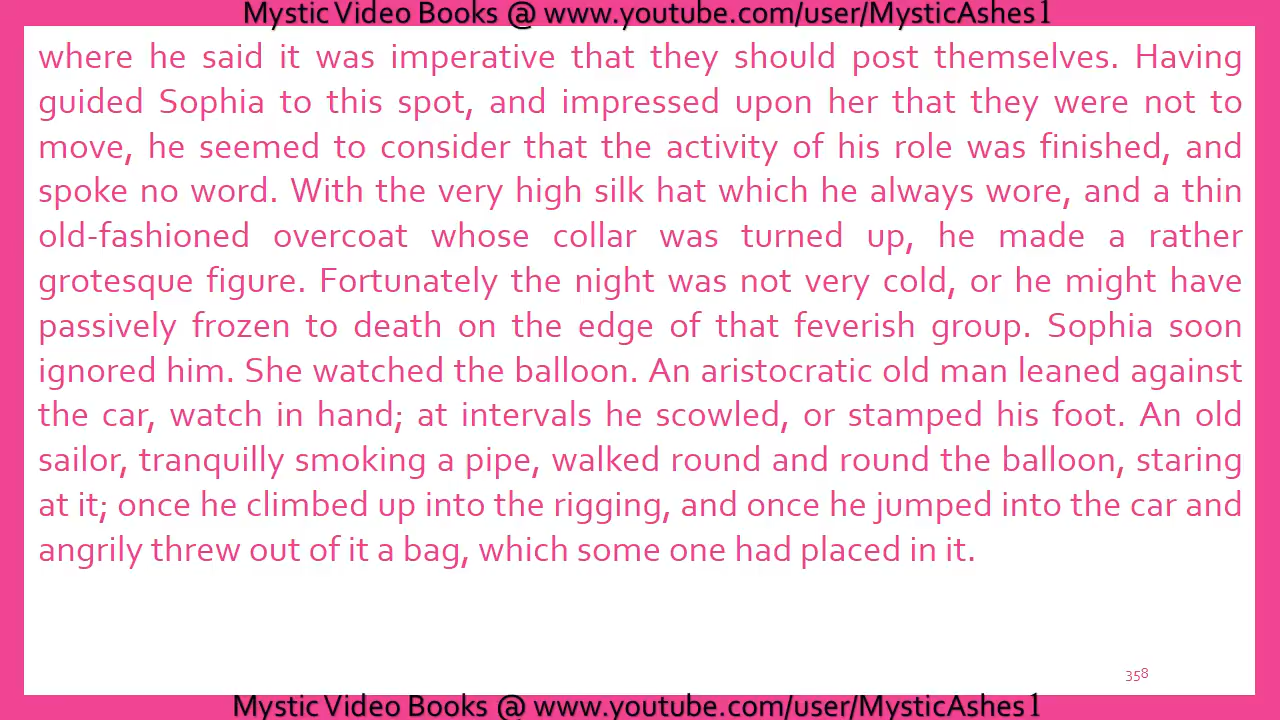 Mystic Video Books @ www.youtube.com/user/MysticAshes1
where he said it was imperative that they should post themselves. Having
guided Sophia to this spot, and impressed upon her that they were not to
move, he seemed to consider that the activity of his role was finished, and
spoke no word. With the very high silk hat which he always wore, and a thin
old-fashioned overcoat whose collar was turned up, he made a rather
grotesque figure. Fortunately the night was not very cold, or he might have
passively frozen to death on the edge of that feverish group. Sophia soon
ignored him. She watched the balloon. An aristocratic old man leaned against
the car, watch in hand; at intervals he scowled, or stamped his foot. An old
sailor, tranquilly smoking a pipe, walked round and round the balloon, staring
at it; once he climbed up into the rigging, and once he jumped into the car and
angrily threw out of it a bag, which some one had placed in it.
358
Mystic Video Books @ www.youtube.com/user/MysticAshes1